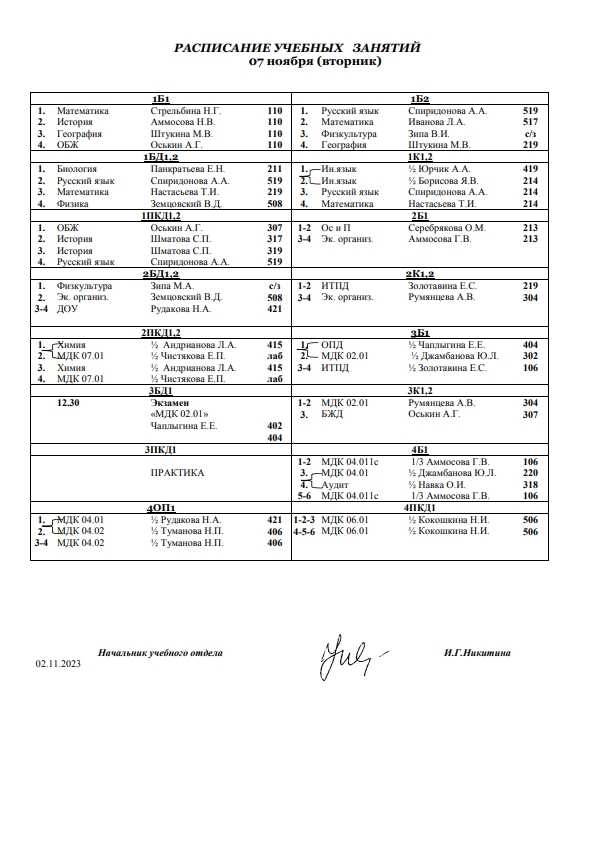 РАСПИСАНИЕ УЧЕБНЫХ ЗАНЯТИЙ
07 ноября (вторник)
1Б1
1. Математика Стрельбина Н.Г. 110
2. История Аммосова Н.В. 110
3. География Штукина М.В. 110
4. ОБЖ Оськин А.Г. 110
1Б2
1. Русский язык Спиридонова А.А. 519
2. Математика Иванова Л.А. 517
3. Физкультура Зипа В.И. с/з
4. География Штукина М.В. 219
1БД1,2
1. Биология Панкратьева Е.Н. 211
2. Русский язык Спиридонова А.А. 519
3. Математика Настасьева Т.И. 219
4. Физика Земцовский В.Д. 508
1К1,2
1. Ин.язык ½ Юрчик А.А. 419
2. Ин.язык ½ Борисова Я.В. 214
3. Русский язык Спиридонова А.А. 214
4. Математика Настасьева Т.И. 214
1ПКД1,2
1. ОБЖ Оськин А.Г. 307
2. История Шматова С.П. 317
3. История Шматова С.П. 319
4. Русский язык Спиридонова А.А. 519
2Б1
1-2 Ос и П Серебрякова О.М. 213
3-4 Эк. организ. Аммосова Г.В. 213
2БД1,2
1. Физкультура Зипа М.А. с/з
2. Эк. организ. Земцовский В.Д. 508
3-4 ДОУ Рудакова Н.А. 421
2К1,2
1-2 ИТПД Золотавина Е.С. 219
3-4 Эк. организ. Румянцева А.В. 304
2ПКД1,2
1. Химия ½ Андрианова Л.А. 415
2. МДК 07.01 ½ Чистякова Е.П. лаб
3. Химия ½ Андрианова Л.А. 415
4. МДК 07.01 ½ Чистякова Е.П. лаб
3Б1
1. ОПД ½ Чаплыгина Е.Е. 404
2. МДК 02.01 ½ Джамбанова Ю.Л. 302
3-4 ИТПД ½ Золотавина Е.С. 106
3БД1
12.30 Экзамен
«МДК 02.01»
Чаплыгина Е.Е. 402
404
3К1,2
1-2 МДК 02.01 Румянцева А.В. 304
3. БЖД Оськин А.Г. 307
3ПКД1
ПРАКТИКА
4Б1
1-2 МДК 04.011с 1/3 Аммосова Г.В. 106
3. МДК 04.01 ½ Джамбанова Ю.Л. 220
4. Аудит ½ Навка О.И. 318
5-6 МДК 04.011с 1/3 Аммосова Г.В. 106
4ОП1
1. МДК 04.01 ½ Рудакова Н.А. 421
2. МДК 04.02 ½ Туманова Н.П. 406
3-4 МДК 04.02 ½ Туманова Н.П. 406
4ПКД1
1-2-3 МДК 06.01 ½ Кокошкина Н.И. 506
4-5-6 МДК 06.01 ½ Кокошкина Н.И. 506
Начальник учебного отдела И.Г.Никитина
02.11.2023